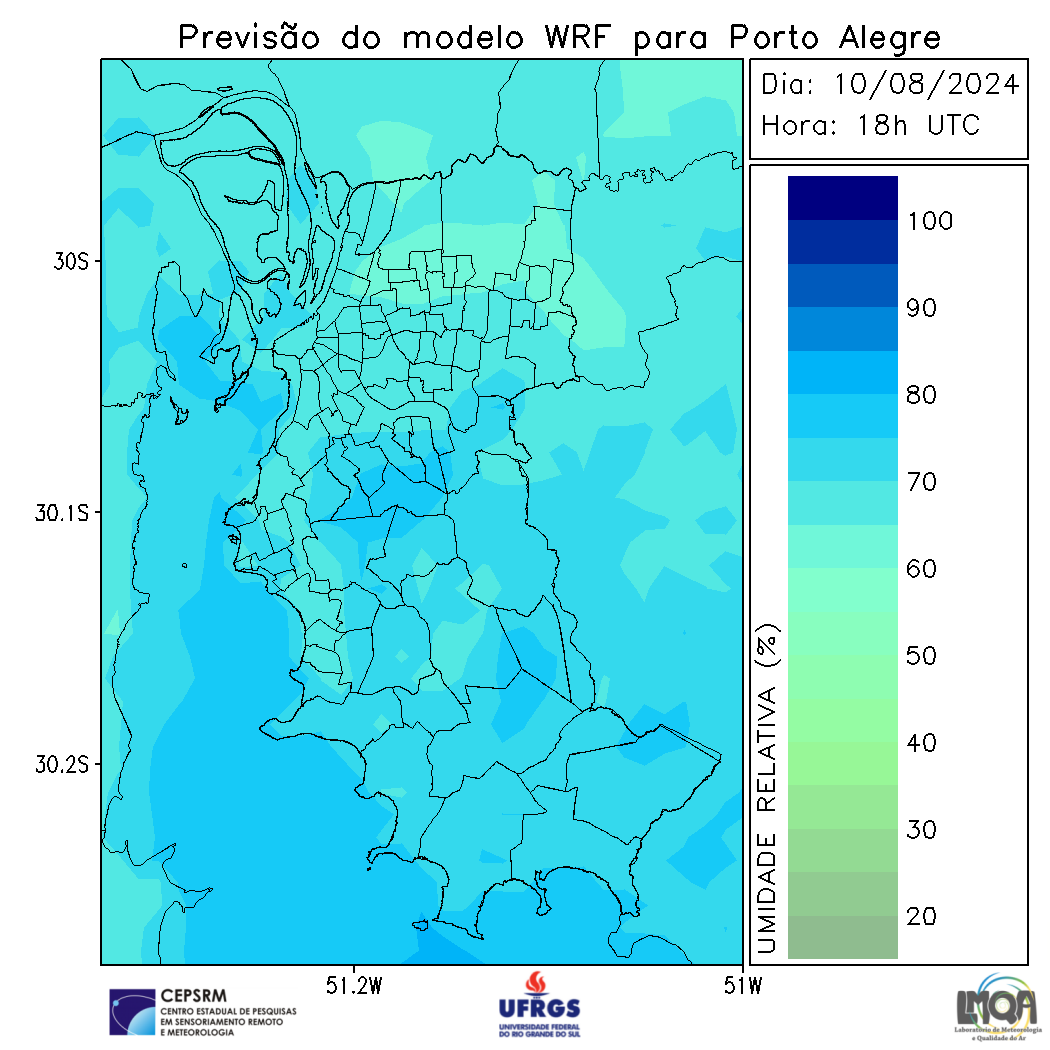 Previsão do modelo WRF para Porto Alegre
Dia: 10/08/2024
Hora: 18h UTC
100
90
80
70
60
50
40
30
20
UMIDADE RELATIVA (%)
30S
30.1S
30.2S
51.2W
51W
CEPSRM
CENTRO ESTADUAL DE PESQUISAS
EM SENSORIAMENTO REMOTO
E METEOROLOGIA
UFRGS
UNIVERSIDADE FEDERAL
DO RIO GRANDE DO SUL
LMQA
Laboratório de Meteorologia
e Qualidade do Ar